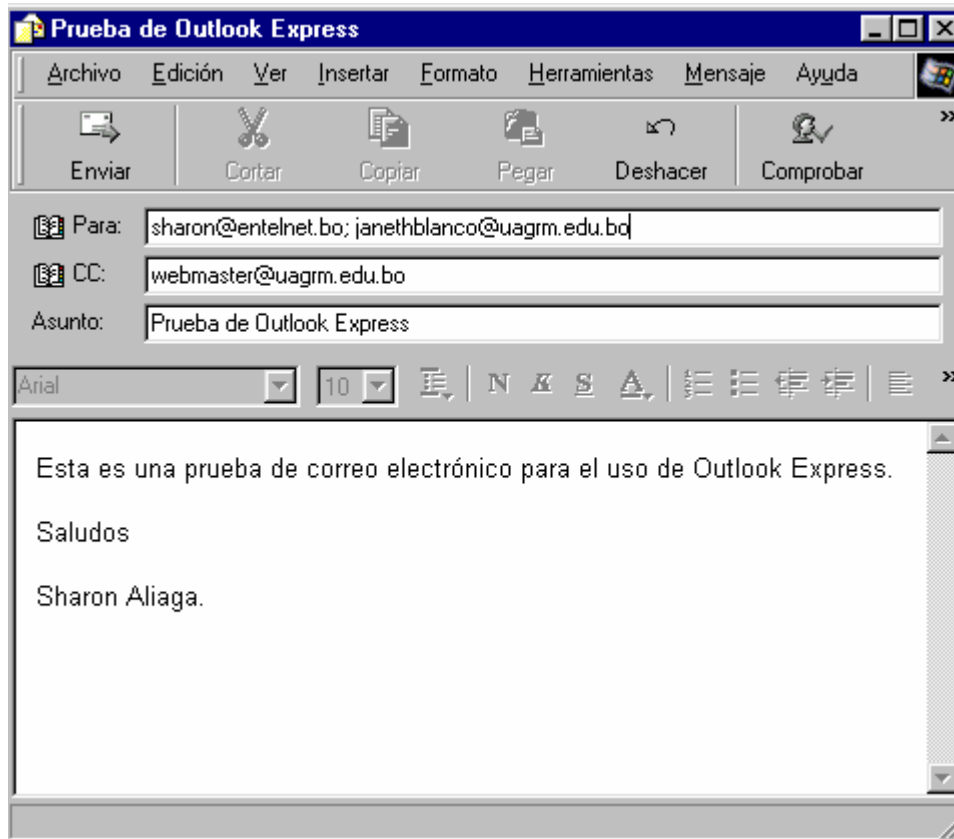 Prueba de Outlook Express
Archivo Edición Ver Insertar Formato Herramientas Mensaje Ayuda
Enviar Cortar Copiar Pegar Deshacer Comprobar »
Para: sharon@entelnet.bo; janethblanco@uagrm.edu.bo
CC: webmaster@uagrm.edu.bo
Asunto: Prueba de Outlook Express
Arial 10 N K S A »
Esta es una prueba de correo electrónico para el uso de Outlook Express.
Saludos
Sharon Aliaga.